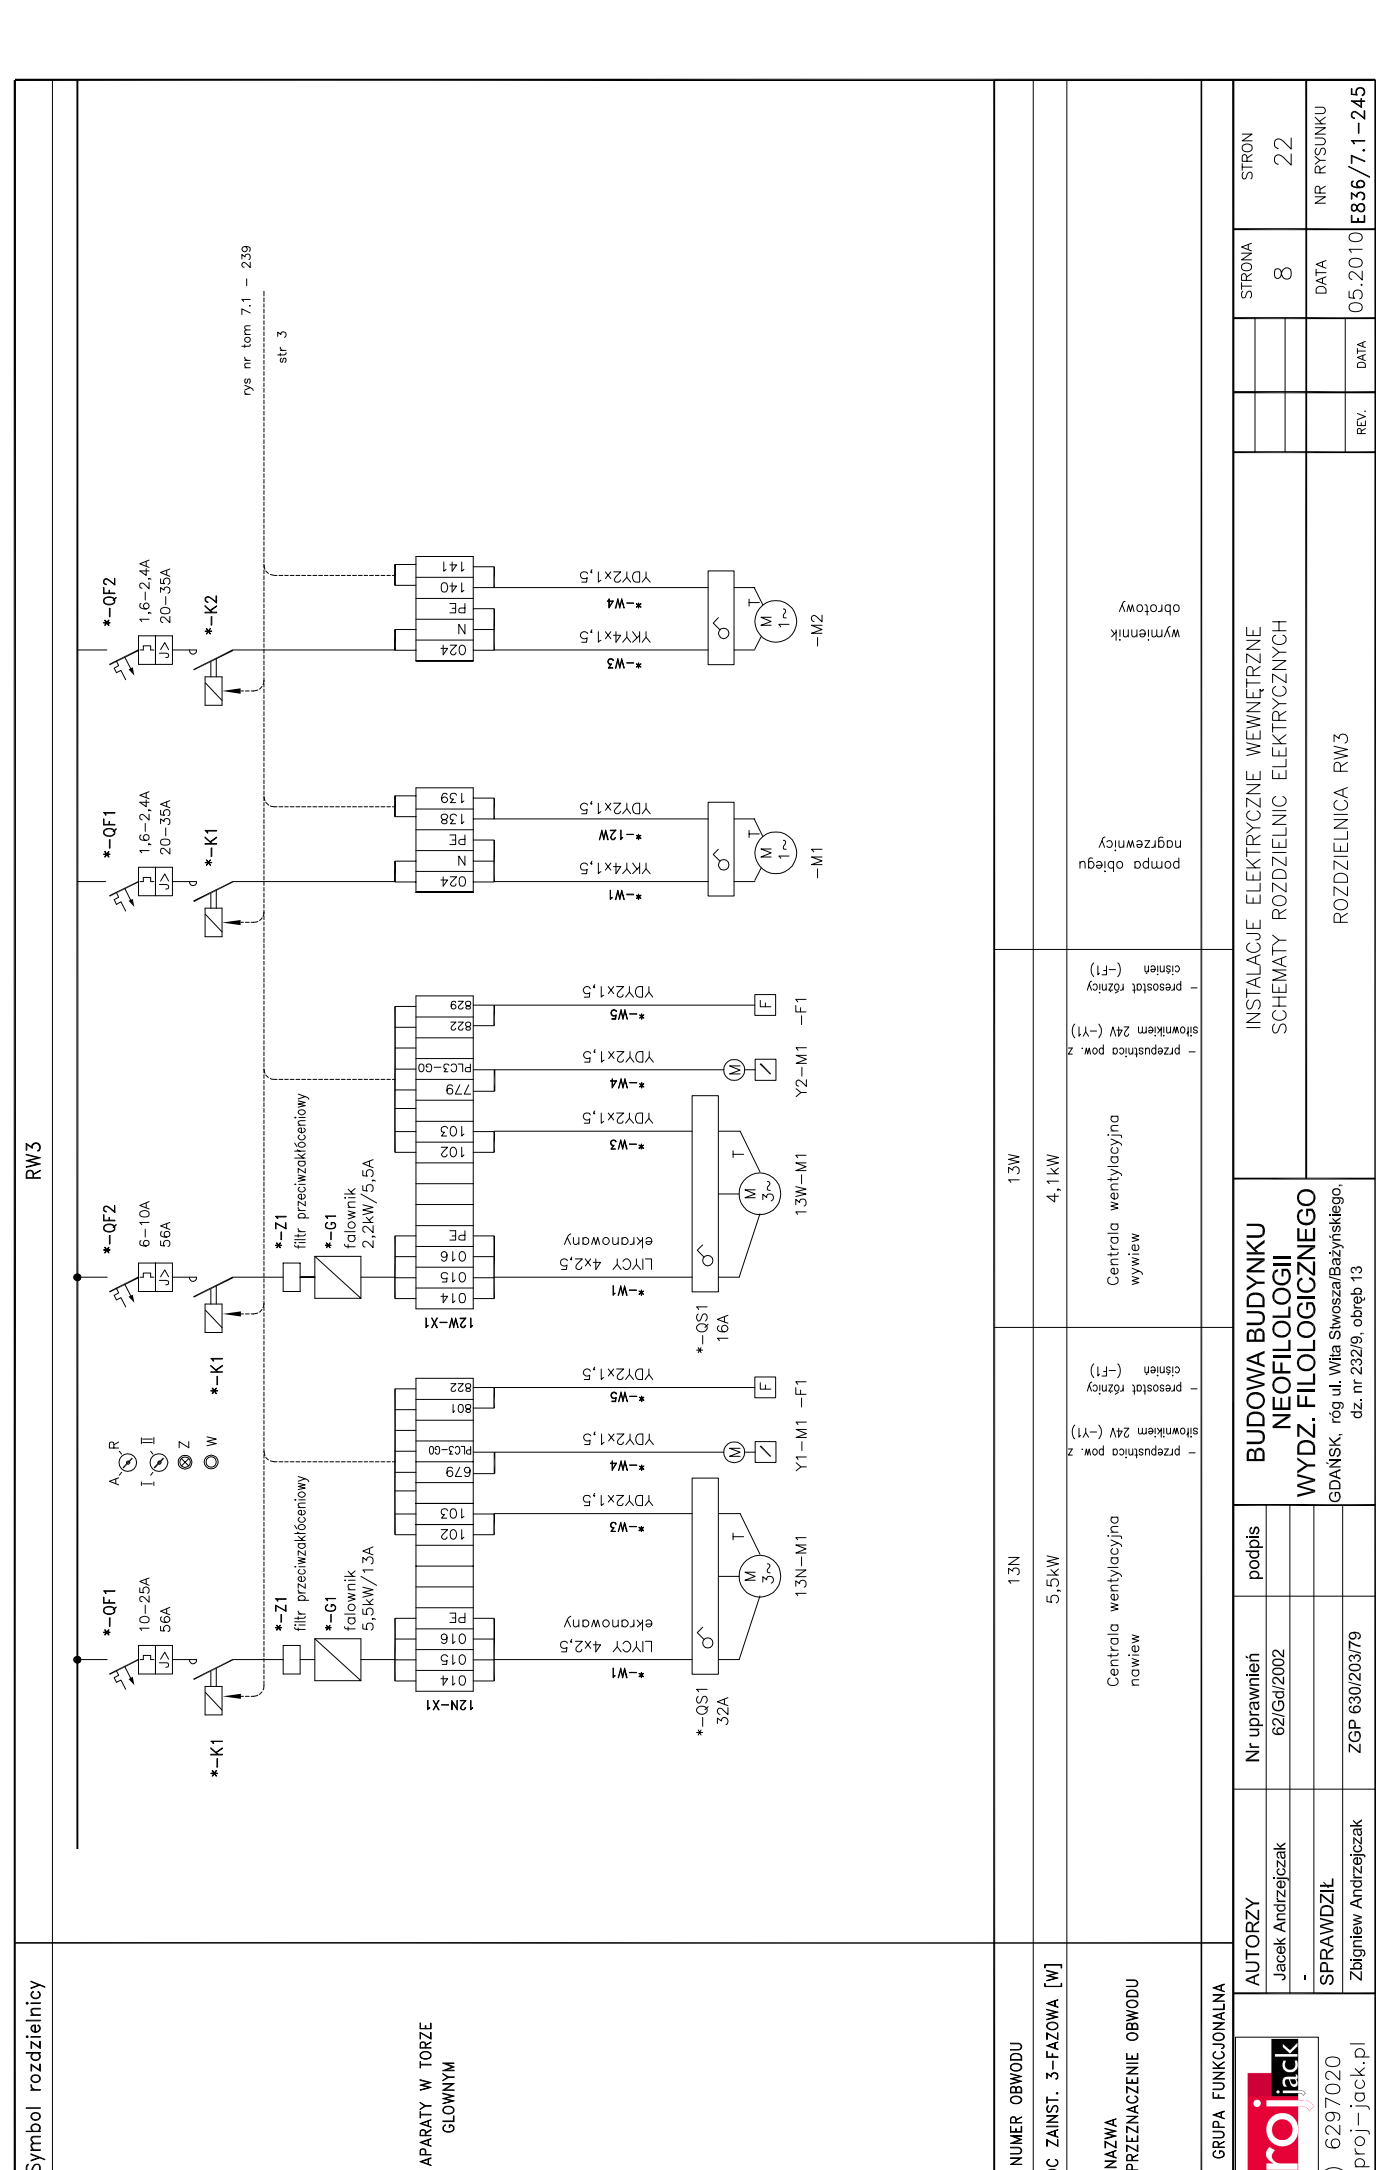 Symbol rozdzielnicy
RW3
APARATY W TORZE
GLOWNYM
*-QF1
10-25A
56A
*-K1
*-Z1
filtr przeciwzakłóceniowy
*-G1
falownik
5,5kW/13A
A R
I II
Z
W
12N-X1
014
015
016
PE
102
103
679
PLC3-G0
801
822
*-W1
LIYCY 4x2,5
ekranowany
*-W3
YDY2x1,5
*-W4
YDY2x1,5
*-W5
YDY2x1,5
*-QS1
32A
M
3~
T
13N-M1
M
Y1-M1
F
-F1
*-QF2
6-10A
56A
*-K1
*-Z1
filtr przeciwzakłóceniowy
*-G1
falownik
2,2kW/5,5A
12W-X1
014
015
016
PE
102
103
779
PLC3-G0
822
829
*-W1
LIYCY 4x2,5
ekranowany
*-W3
YDY2x1,5
*-W4
YDY2x1,5
*-W5
YDY2x1,5
*-QS1
16A
M
3~
T
13W-M1
M
Y2-M1
F
-F1
*-QF1
1,6-2,4A
20-35A
*-K1
024
N
PE
138
139
*-W1
YKY4x1,5
*-12W
YDY2x1,5
M
1~
T
-M1
*-QF2
1,6-2,4A
20-35A
*-K2
024
N
PE
140
141
*-W3
YKY4x1,5
*-W4
YDY2x1,5
M
1~
T
-M2
rys nr tom 7.1 - 239
str 3
NUMER OBWODU
13N
13W
OC ZAINST. 3-FAZOWA [W]
5,5kW
4,1kW
NAZWA
PRZEZNACZENIE OBWODU
Centrala wentylacyjna
nawiew
- przepustnica pow. z
siłownikiem 24V (-Y1)
- presostat różnicy
ciśnień (-F1)
Centrala wentylacyjna
wywiew
- przepustnica pow. z
siłownikiem 24V (-Y1)
- presostat różnicy
ciśnień (-F1)
pompa obiegu
nagrzewnicy
wymiennik
obrotowy
GRUPA FUNKCJONALNA
roj
jack
) 6297020
proj-jack.pl
AUTORZY
Nr uprawnień
podpis
Jacek Andrzejczak
62/Gd/2002
-
SPRAWDZIŁ
Zbigniew Andrzejczak
ZGP 630/203/79
BUDOWA BUDYNKU
NEOFILOLOGII
WYDZ. FILOLOGICZNEGO
GDAŃSK, róg ul. Wita Stwosza/Bażyńskiego,
dz. nr 232/9, obręb 13
INSTALACJE ELEKTRYCZNE WEWNĘTRZNE
SCHEMATY ROZDZIELNIC ELEKTRYCZNYCH
ROZDZIELNICA RW3
REV.
DATA
STRONA
8
STRON
22
DATA
05.2010
NR RYSUNKU
E836/7.1-245